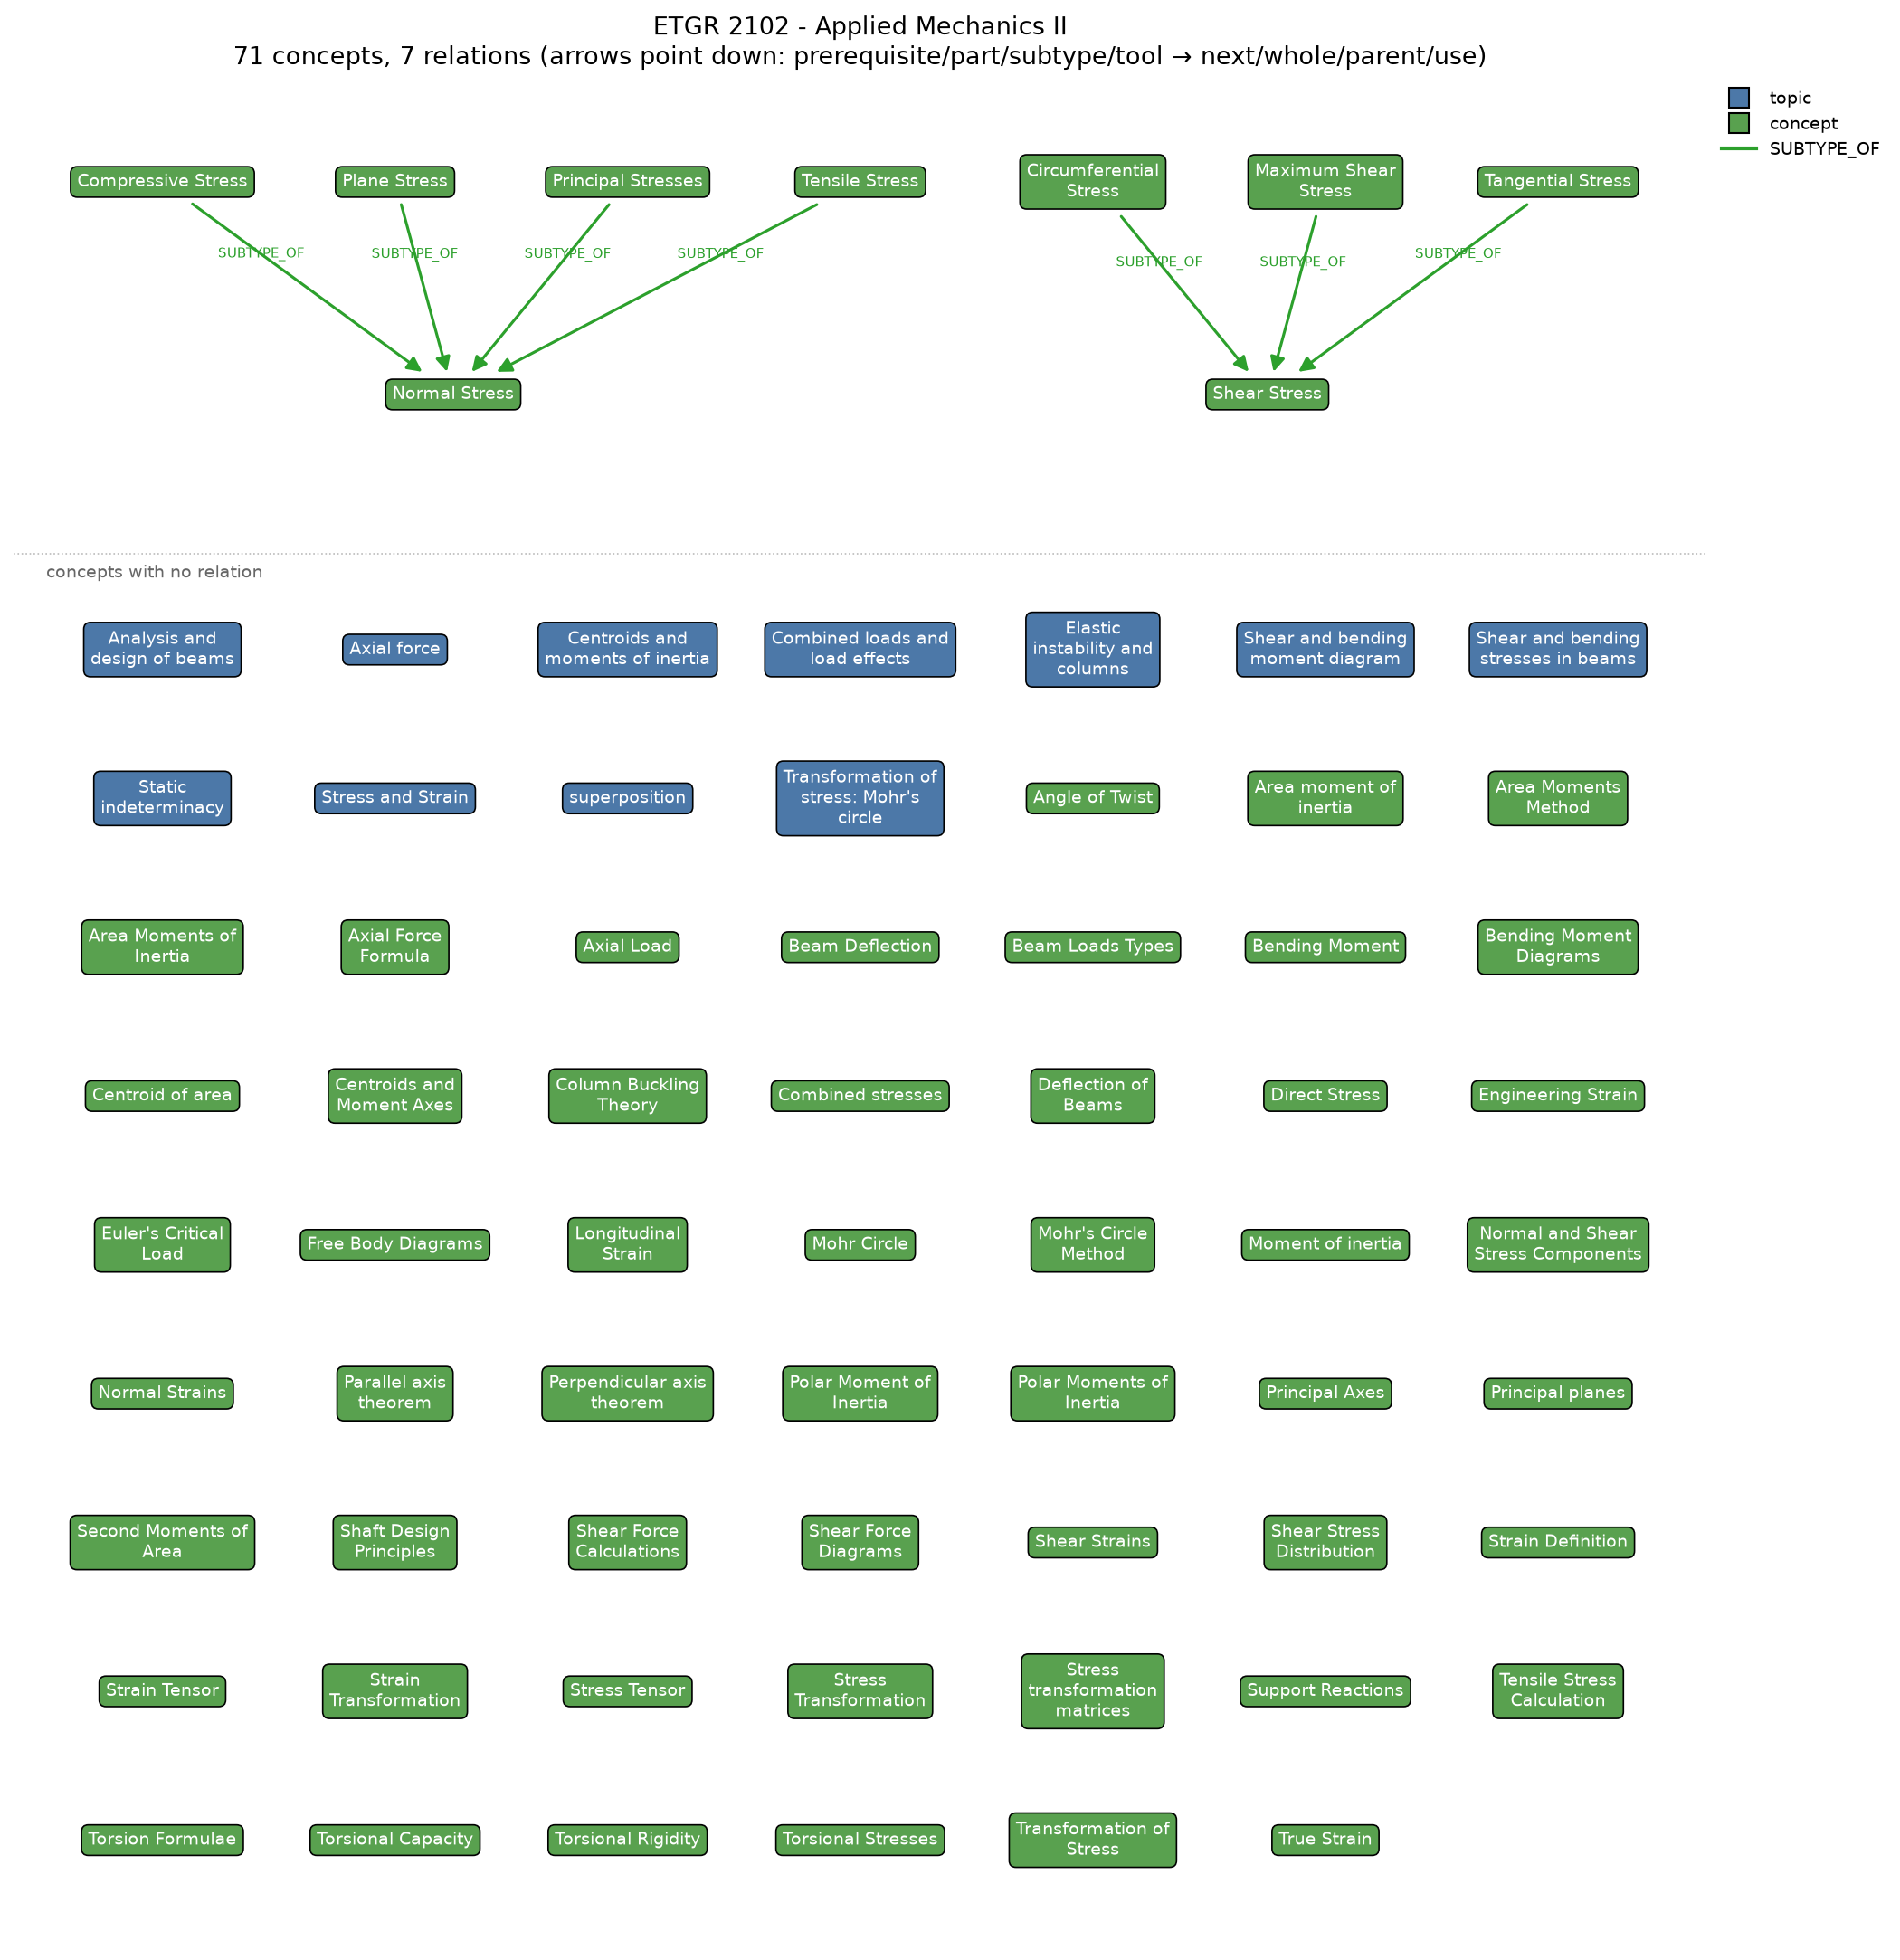 ETGR 2102 - Applied Mechanics II
71 concepts, 7 relations (arrows point down: prerequisite/part/subtype/tool → next/whole/parent/use)
topic
concept
SUBTYPE_OF
Compressive Stress
Plane Stress
Principal Stresses
Tensile Stress
Circumferential
Stress
Maximum Shear
Stress
Tangential Stress
SUBTYPE_OF
SUBTYPE_OF
SUBTYPE_OF
SUBTYPE_OF
SUBTYPE_OF
SUBTYPE_OF
SUBTYPE_OF
Normal Stress
Shear Stress
concepts with no relation
Analysis and
design of beams
Axial force
Centroids and
moments of inertia
Combined loads and
load effects
Elastic
instability and
columns
Shear and bending
moment diagram
Shear and bending
stresses in beams
Static
indeterminacy
Stress and Strain
superposition
Transformation of
stress: Mohr's
circle
Angle of Twist
Area moment of
inertia
Area Moments
Method
Area Moments of
Inertia
Axial Force
Formula
Axial Load
Beam Deflection
Beam Loads Types
Bending Moment
Bending Moment
Diagrams
Centroid of area
Centroids and
Moment Axes
Column Buckling
Theory
Combined stresses
Deflection of
Beams
Direct Stress
Engineering Strain
Euler's Critical
Load
Free Body Diagrams
Longitudinal
Strain
Mohr Circle
Mohr's Circle
Method
Moment of inertia
Normal and Shear
Stress Components
Normal Strains
Parallel axis
theorem
Perpendicular axis
theorem
Polar Moment of
Inertia
Polar Moments of
Inertia
Principal Axes
Principal planes
Second Moments of
Area
Shaft Design
Principles
Shear Force
Calculations
Shear Force
Diagrams
Shear Strains
Shear Stress
Distribution
Strain Definition
Strain Tensor
Strain
Transformation
Stress Tensor
Stress
Transformation
Stress
transformation
matrices
Support Reactions
Tensile Stress
Calculation
Torsion Formulae
Torsional Capacity
Torsional Rigidity
Torsional Stresses
Transformation of
Stress
True Strain